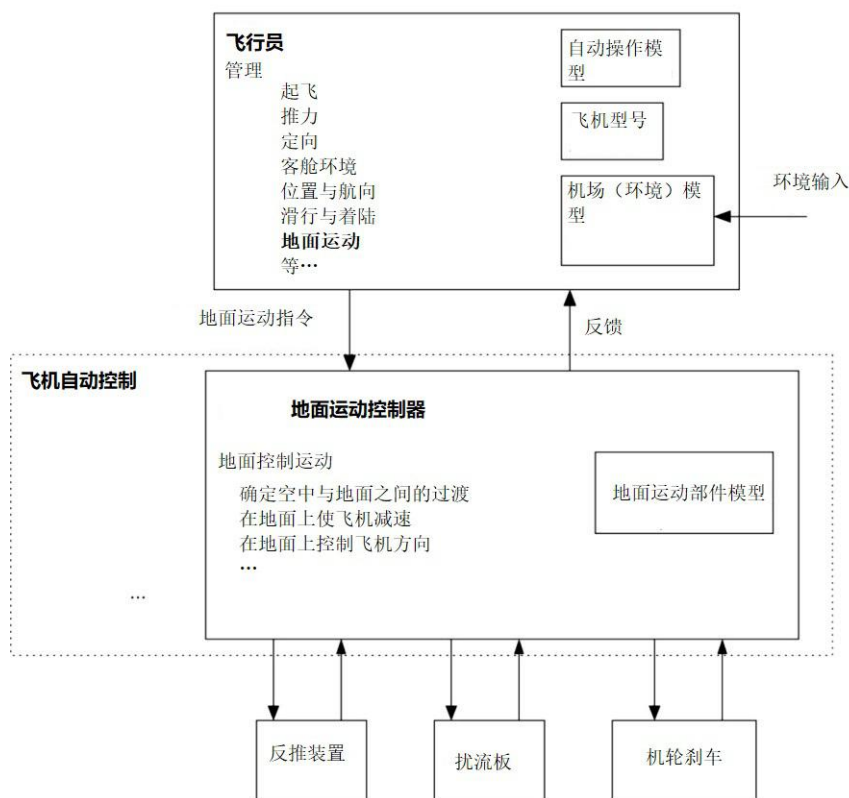 飞行员
管理
起飞
推力
定向
客舱环境
位置与航向
滑行与着陆
地面运动
等…
自动操作模
型
飞机型号
机场（环境）模
型
环境输入
地面运动指令
反馈
飞机自动控制
地面运动控制器
地面控制运动
确定空中与地面之间的过渡
在地面上使飞机减速
在地面上控制飞机方向
…
地面运动部件模型
…
反推装置
扰流板
机轮刹车